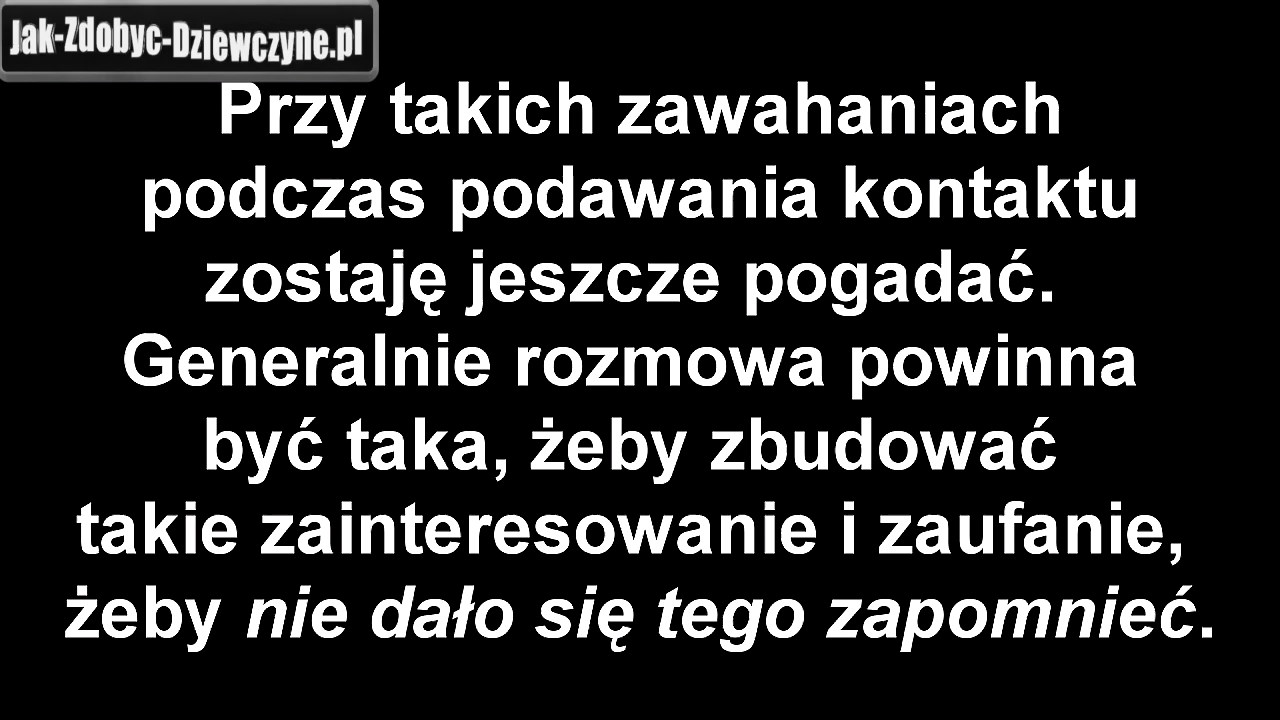 Jak-Zdobyc-Dziewczyne.pl
Przy takich zawahaniach
podczas podawania kontaktu
zostaję jeszcze pogadać.
Generalnie rozmowa powinna
być taka, żeby zbudować
takie zainteresowanie i zaufanie,
żeby nie dało się tego zapomnieć.